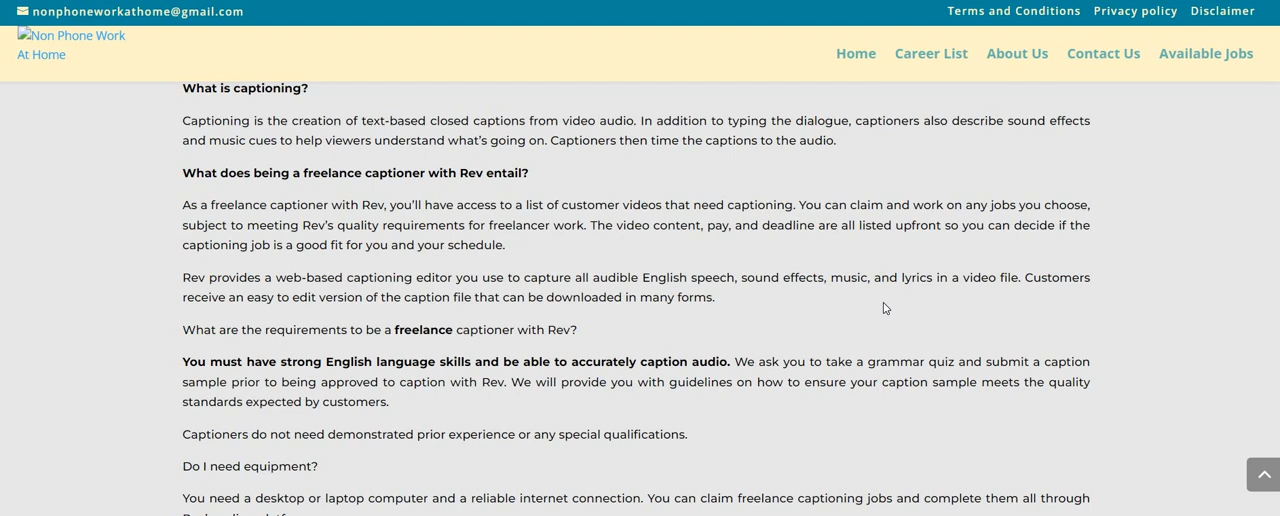 nonphoneworkathome@gmail.com
Terms and Conditions Privacy policy Disclaimer
Non Phone Work
At Home
Home Career List About Us Contact Us Available Jobs
What is captioning?
Captioning is the creation of text-based closed captions from video audio. In addition to typing the dialogue, captioners also describe sound effects
and music cues to help viewers understand what's going on. Captioners then time the captions to the audio.
What does being a freelance captioner with Rev entail?
As a freelance captioner with Rev, you'll have access to a list of customer videos that need captioning. You can claim and work on any jobs you choose,
subject to meeting Rev's quality requirements for freelancer work. The video content, pay, and deadline are all listed upfront so you can decide if the
captioning job is a good fit for you and your schedule.
Rev provides a web-based captioning editor you use to capture all audible English speech, sound effects, music, and lyrics in a video file. Customers
receive an easy to edit version of the caption file that can be downloaded in many forms.
What are the requirements to be a freelance captioner with Rev?
You must have strong English language skills and be able to accurately caption audio. We ask you to take a grammar quiz and submit a caption
sample prior to being approved to caption with Rev. We will provide you with guidelines on how to ensure your caption sample meets the quality
standards expected by customers.
Captioners do not need demonstrated prior experience or any special qualifications.
Do I need equipment?
You need a desktop or laptop computer and a reliable internet connection. You can claim freelance captioning jobs and complete them all through